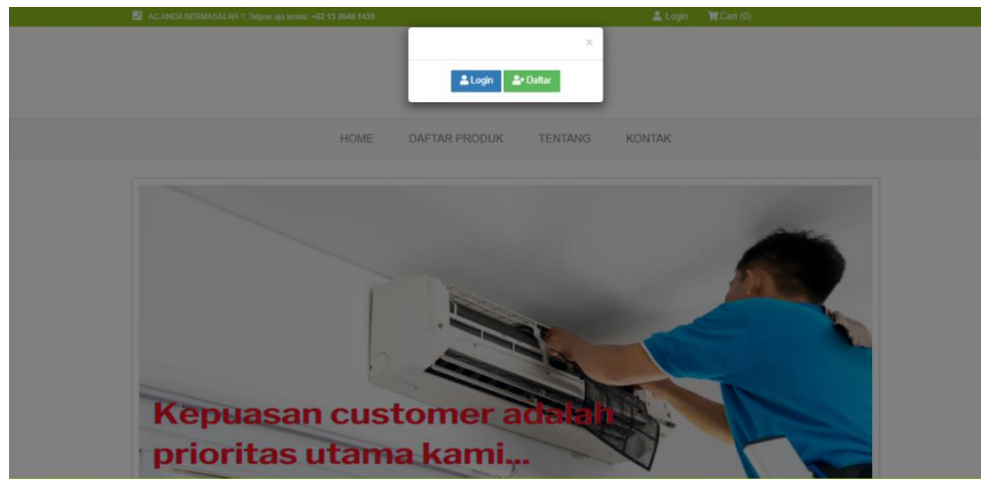 AC ANDA BERMASALAH ?, Telpon aja kesini: +62 13 2648 1439
Login Cart (0)
×
Login Daftar
HOME DAFTAR PRODUK TENTANG KONTAK
Kepuasan customer adalah
prioritas utama kami...